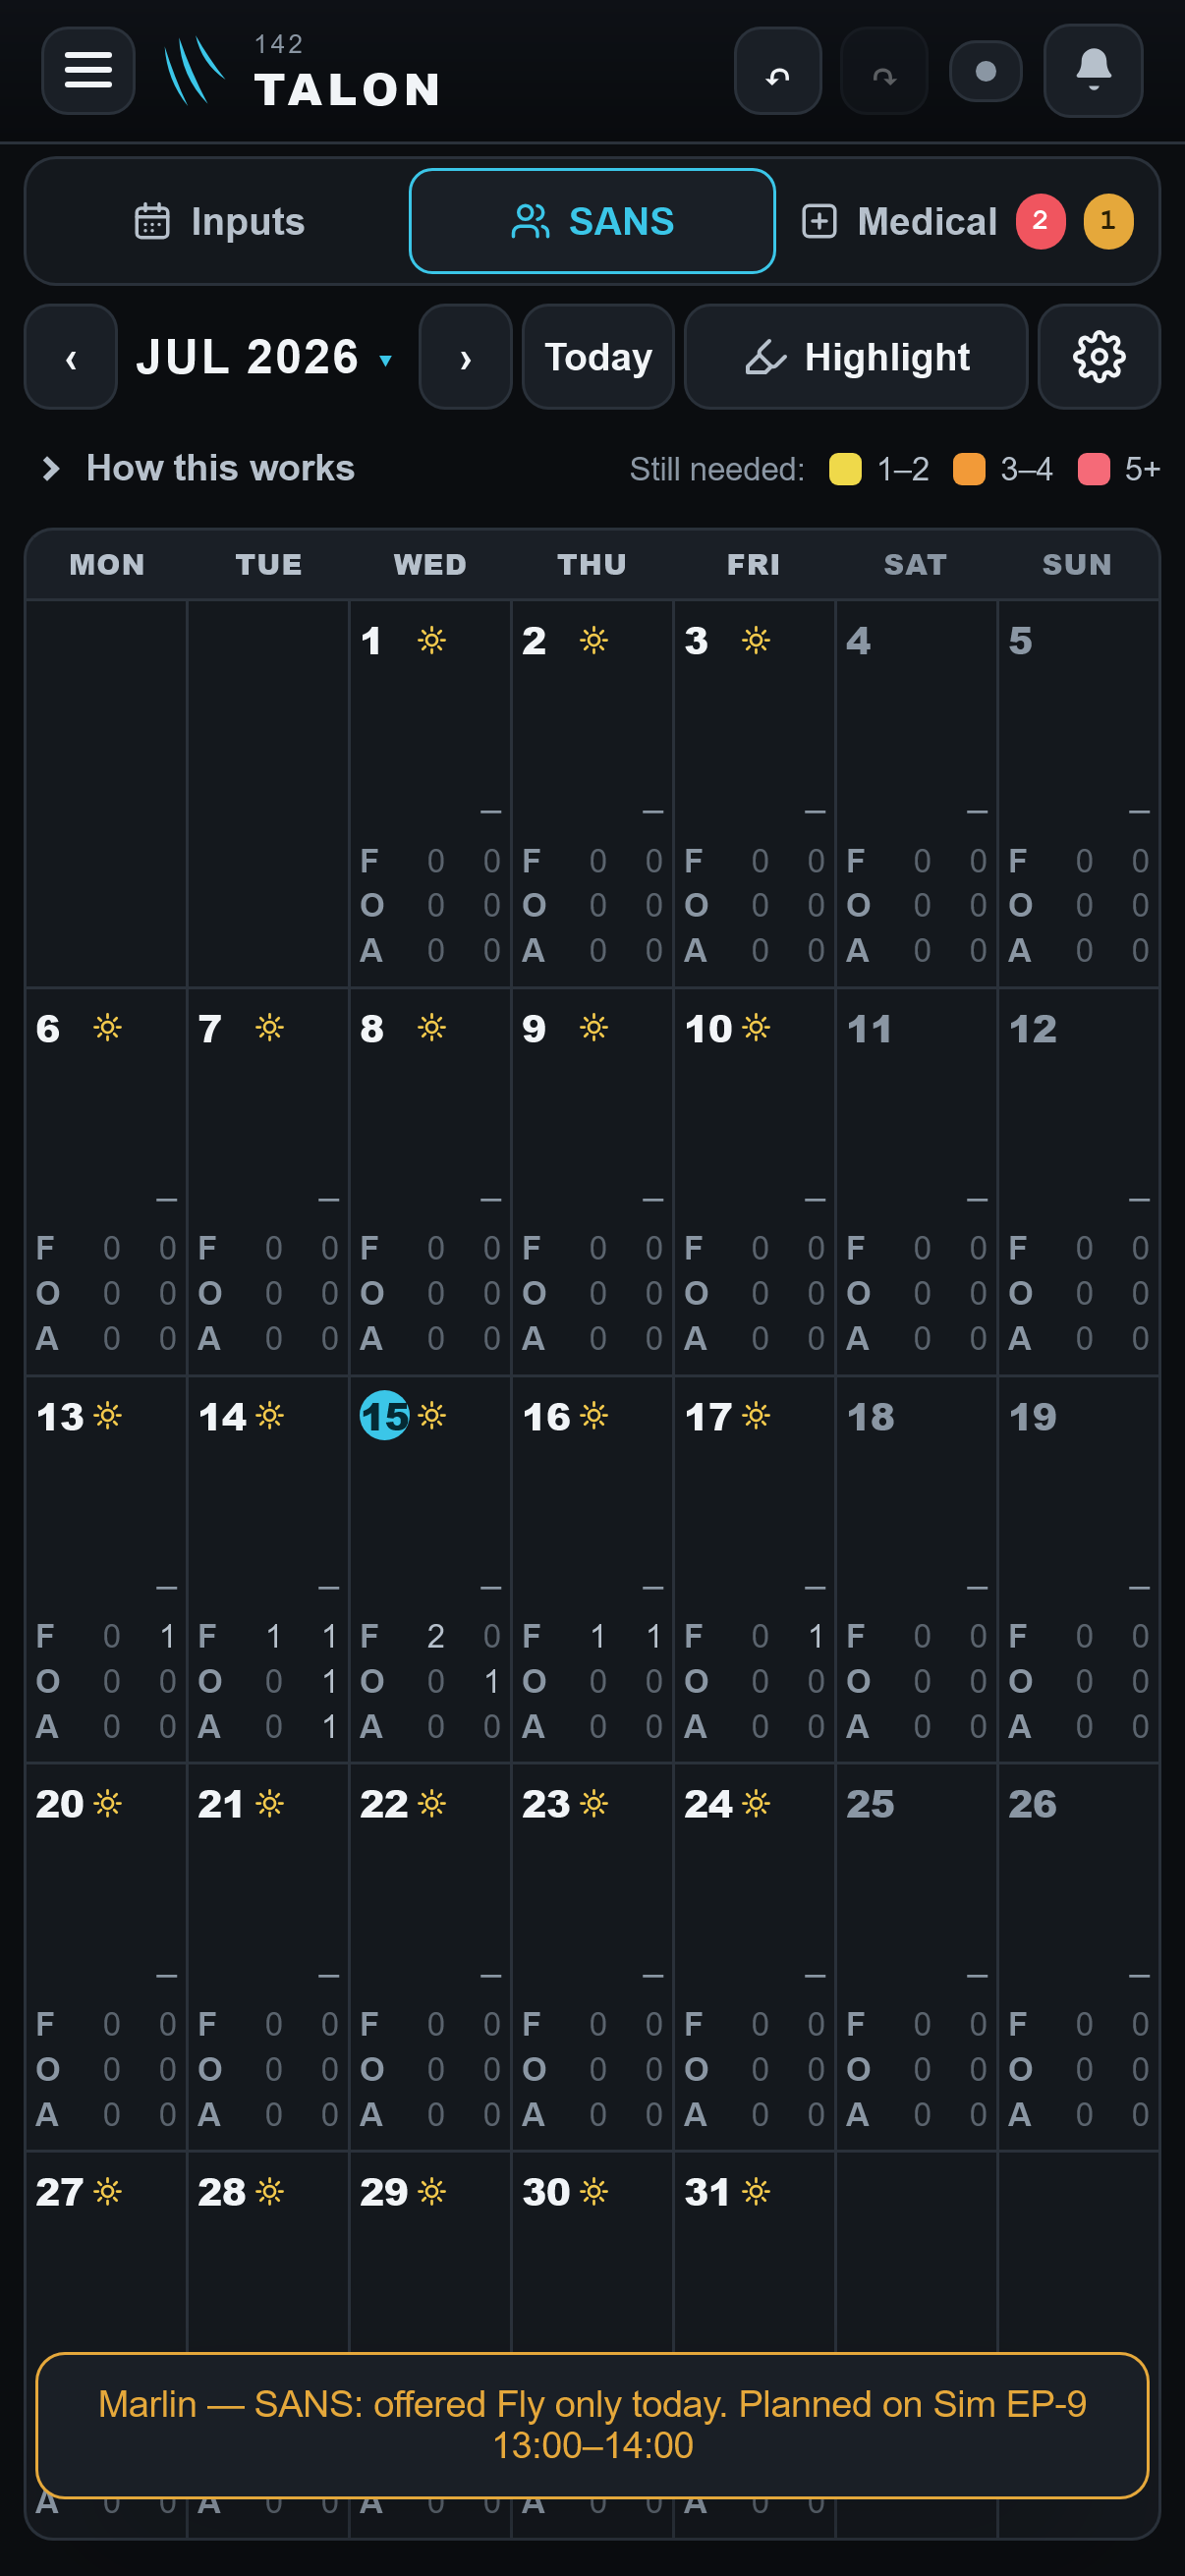 142
TALON
Inputs
SANS
Medical 2 1
‹ JUL 2026 ▾ › Today Highlight
How this works
Still needed: 1–2 3–4 5+
MON TUE WED THU FRI SAT SUN
1 2 3 4 5
– – – – –
F 0 0 F 0 0 F 0 0 F 0 0 F 0 0
O 0 0 O 0 0 O 0 0 O 0 0 O 0 0
A 0 0 A 0 0 A 0 0 A 0 0 A 0 0
6 7 8 9 10 11 12
– – – – – – –
F 0 0 F 0 0 F 0 0 F 0 0 F 0 0 F 0 0 F 0 0
O 0 0 O 0 0 O 0 0 O 0 0 O 0 0 O 0 0 O 0 0
A 0 0 A 0 0 A 0 0 A 0 0 A 0 0 A 0 0 A 0 0
13 14 15 16 17 18 19
– – – – – – –
F 0 1 F 1 1 F 2 0 F 1 1 F 0 1 F 0 0 F 0 0
O 0 0 O 0 1 O 0 1 O 0 0 O 0 0 O 0 0 O 0 0
A 0 0 A 0 1 A 0 0 A 0 0 A 0 0 A 0 0 A 0 0
20 21 22 23 24 25 26
– – – – – – –
F 0 0 F 0 0 F 0 0 F 0 0 F 0 0 F 0 0 F 0 0
O 0 0 O 0 0 O 0 0 O 0 0 O 0 0 O 0 0 O 0 0
A 0 0 A 0 0 A 0 0 A 0 0 A 0 0 A 0 0 A 0 0
27 28 29 30 31
Marlin — SANS: offered Fly only today. Planned on Sim EP-9
13:00–14:00
A 0 0 A 0 0 A 0 0 A 0 0 A 0 0